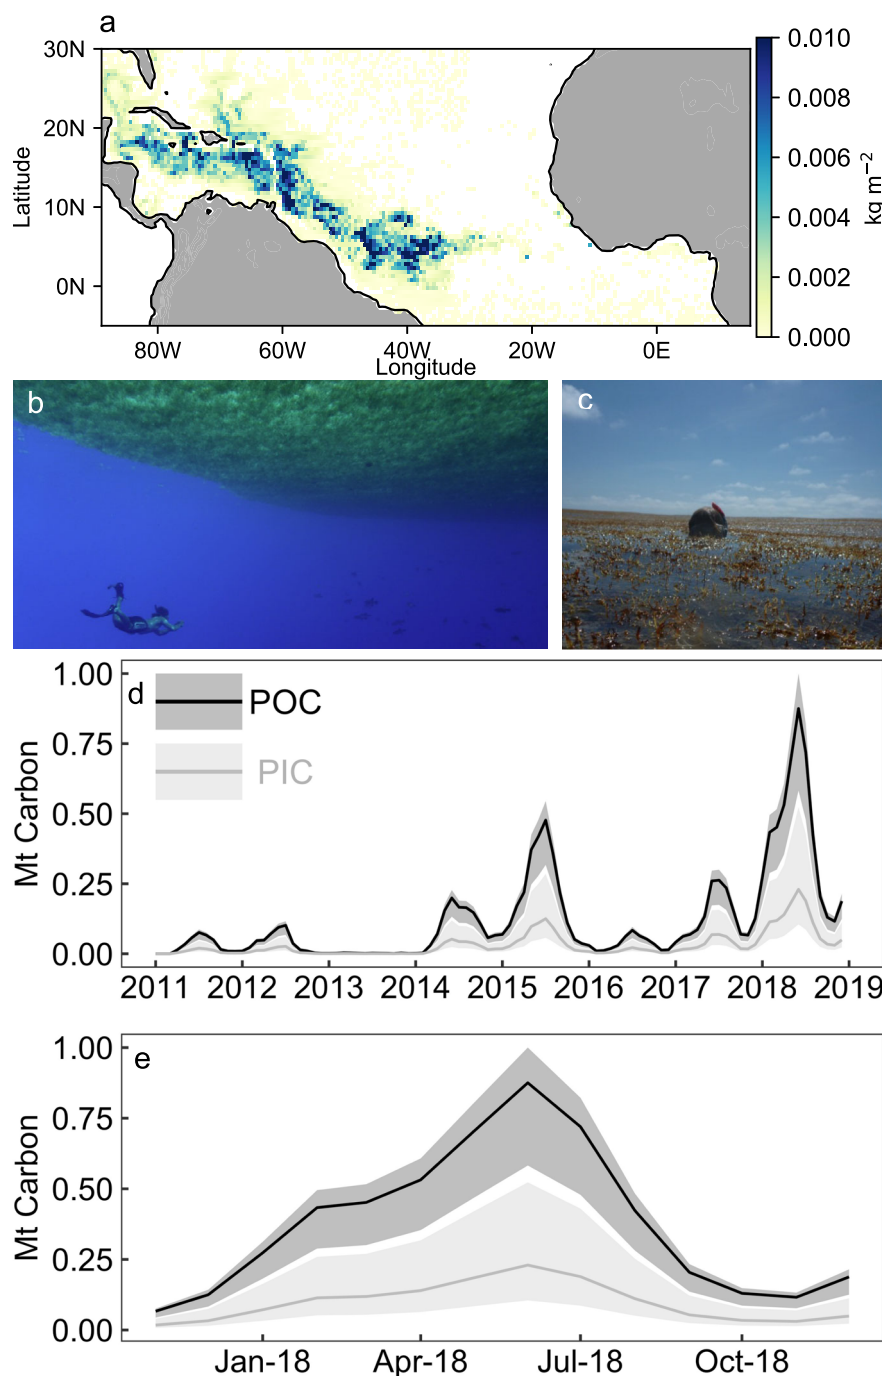 a
30N
20N
10N
0N
Latitude
80W
60W
40W
20W
0E
Longitude
0.010
0.008
0.006
0.004
0.002
0.000
kg m⁻²
b
c
d
POC
PIC
1.00
0.75
0.50
0.25
0.00
Mt Carbon
2011 2012 2013 2014 2015 2016 2017 2018 2019
e
1.00
0.75
0.50
0.25
0.00
Mt Carbon
Jan-18 Apr-18 Jul-18 Oct-18